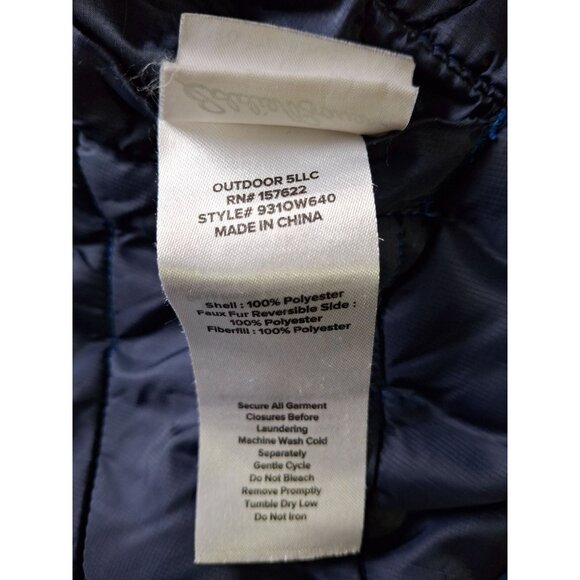 Eddie Bauer
OUTDOOR 5LLC
RN# 157622
STYLE# 931OW640
MADE IN CHINA
Shell : 100% Polyester
Faux Fur Reversible Side :
100% Polyester
Fiberfill : 100% Polyester
Secure All Garment
Closures Before
Laundering
Machine Wash Cold
Separately
Gentle Cycle
Do Not Bleach
Remove Promptly
Tumble Dry Low
Do Not Iron